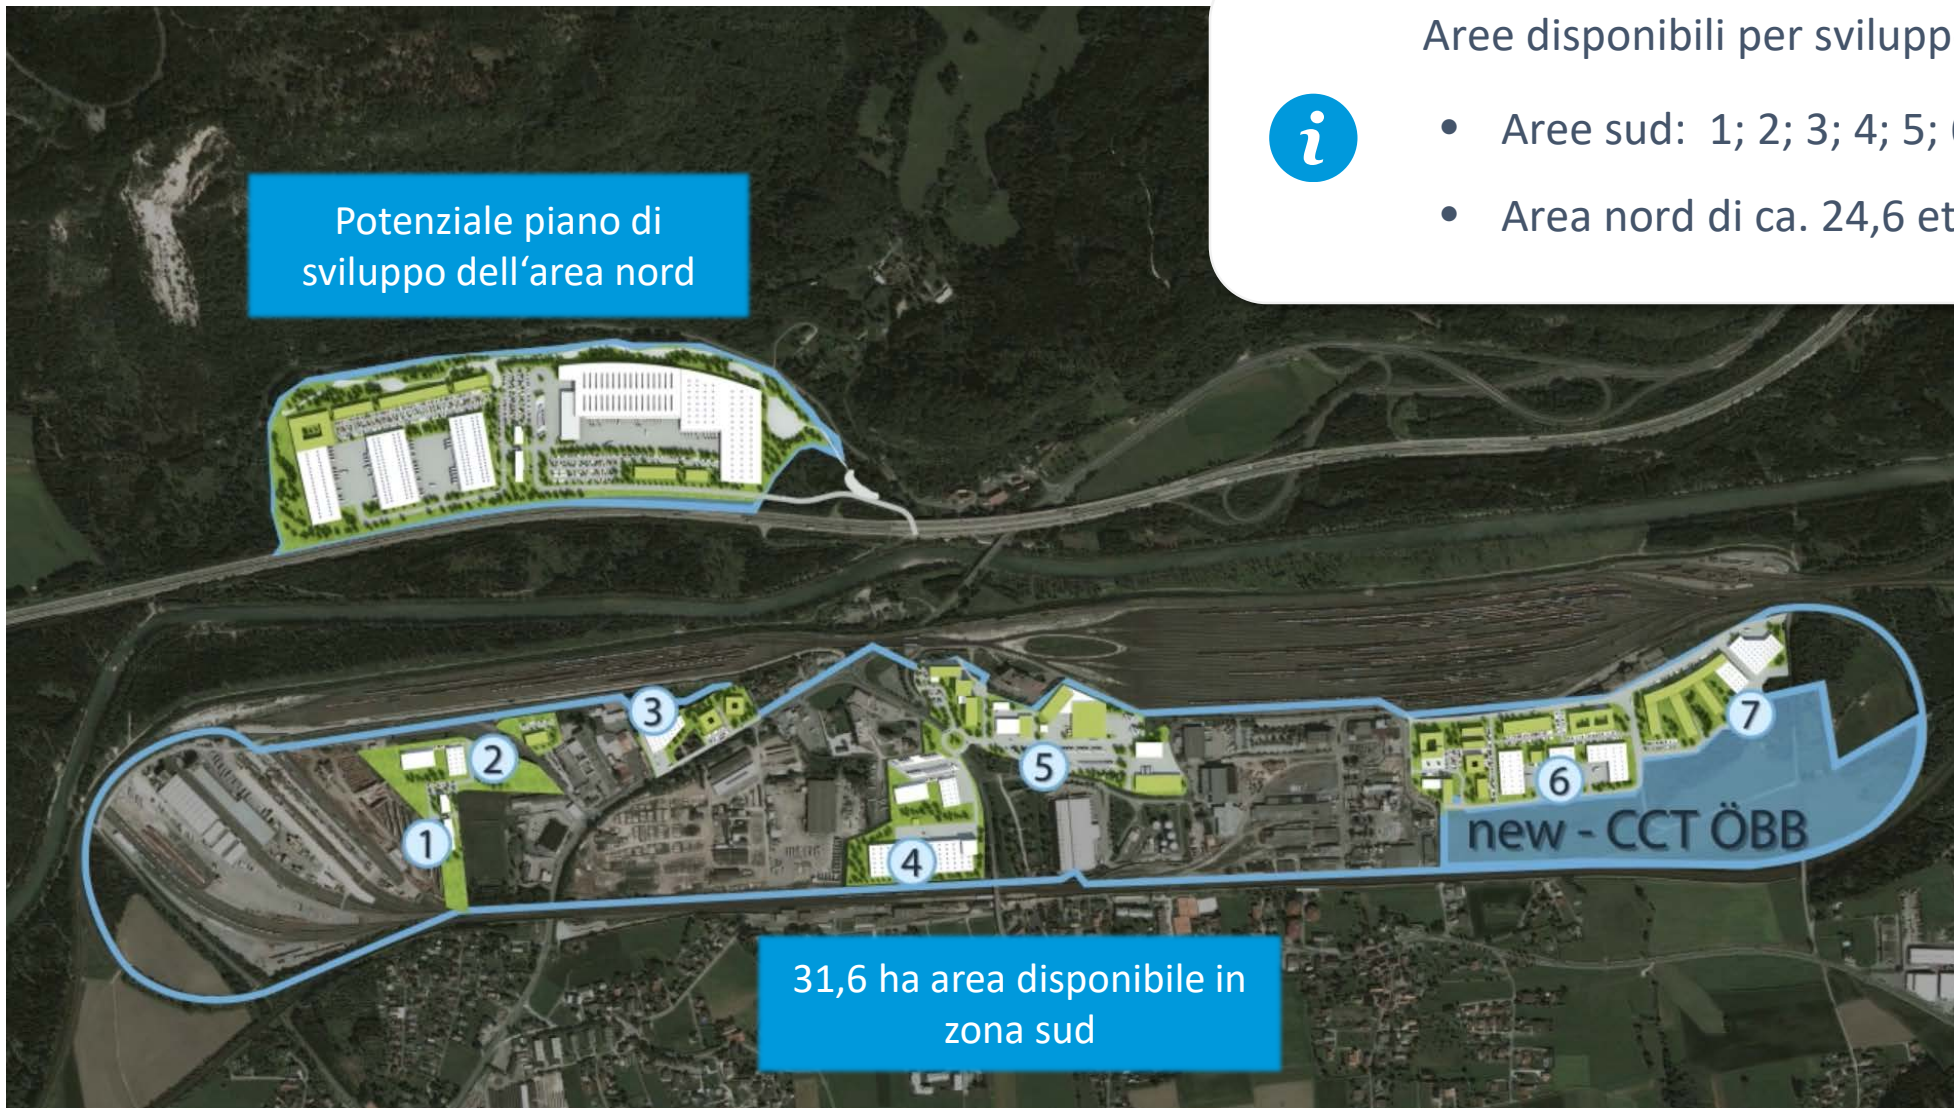 Aree disponibili per svilupp
i
• Aree sud: 1; 2; 3; 4; 5;
• Area nord di ca. 24,6 et
Potenziale piano di
sviluppo dell‘area nord
3
2
7
5
6
1
4
new - CCT ÖBB
31,6 ha area disponibile in
zona sud